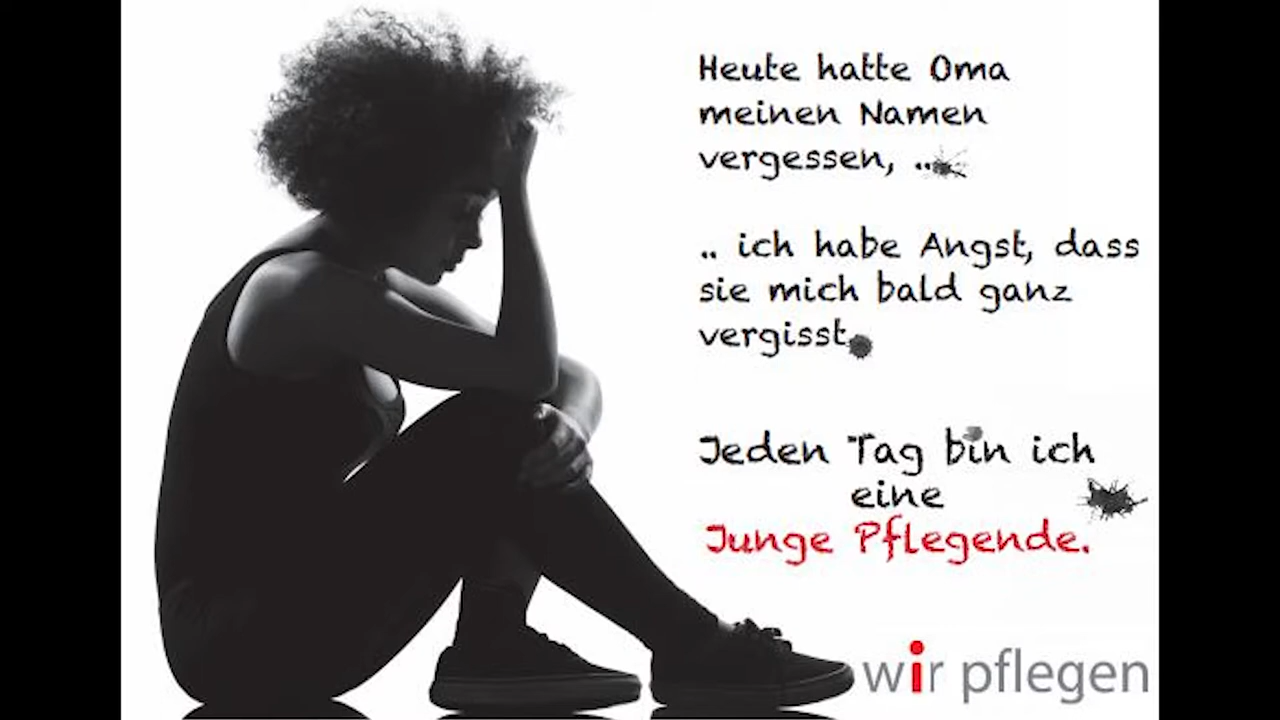 Heute hatte Oma
meinen Namen
vergessen, ..
.. ich habe Angst, dass
sie mich bald ganz
vergisst.
Jeden Tag bin ich
eine
Junge Pflegende.
wir pflegen